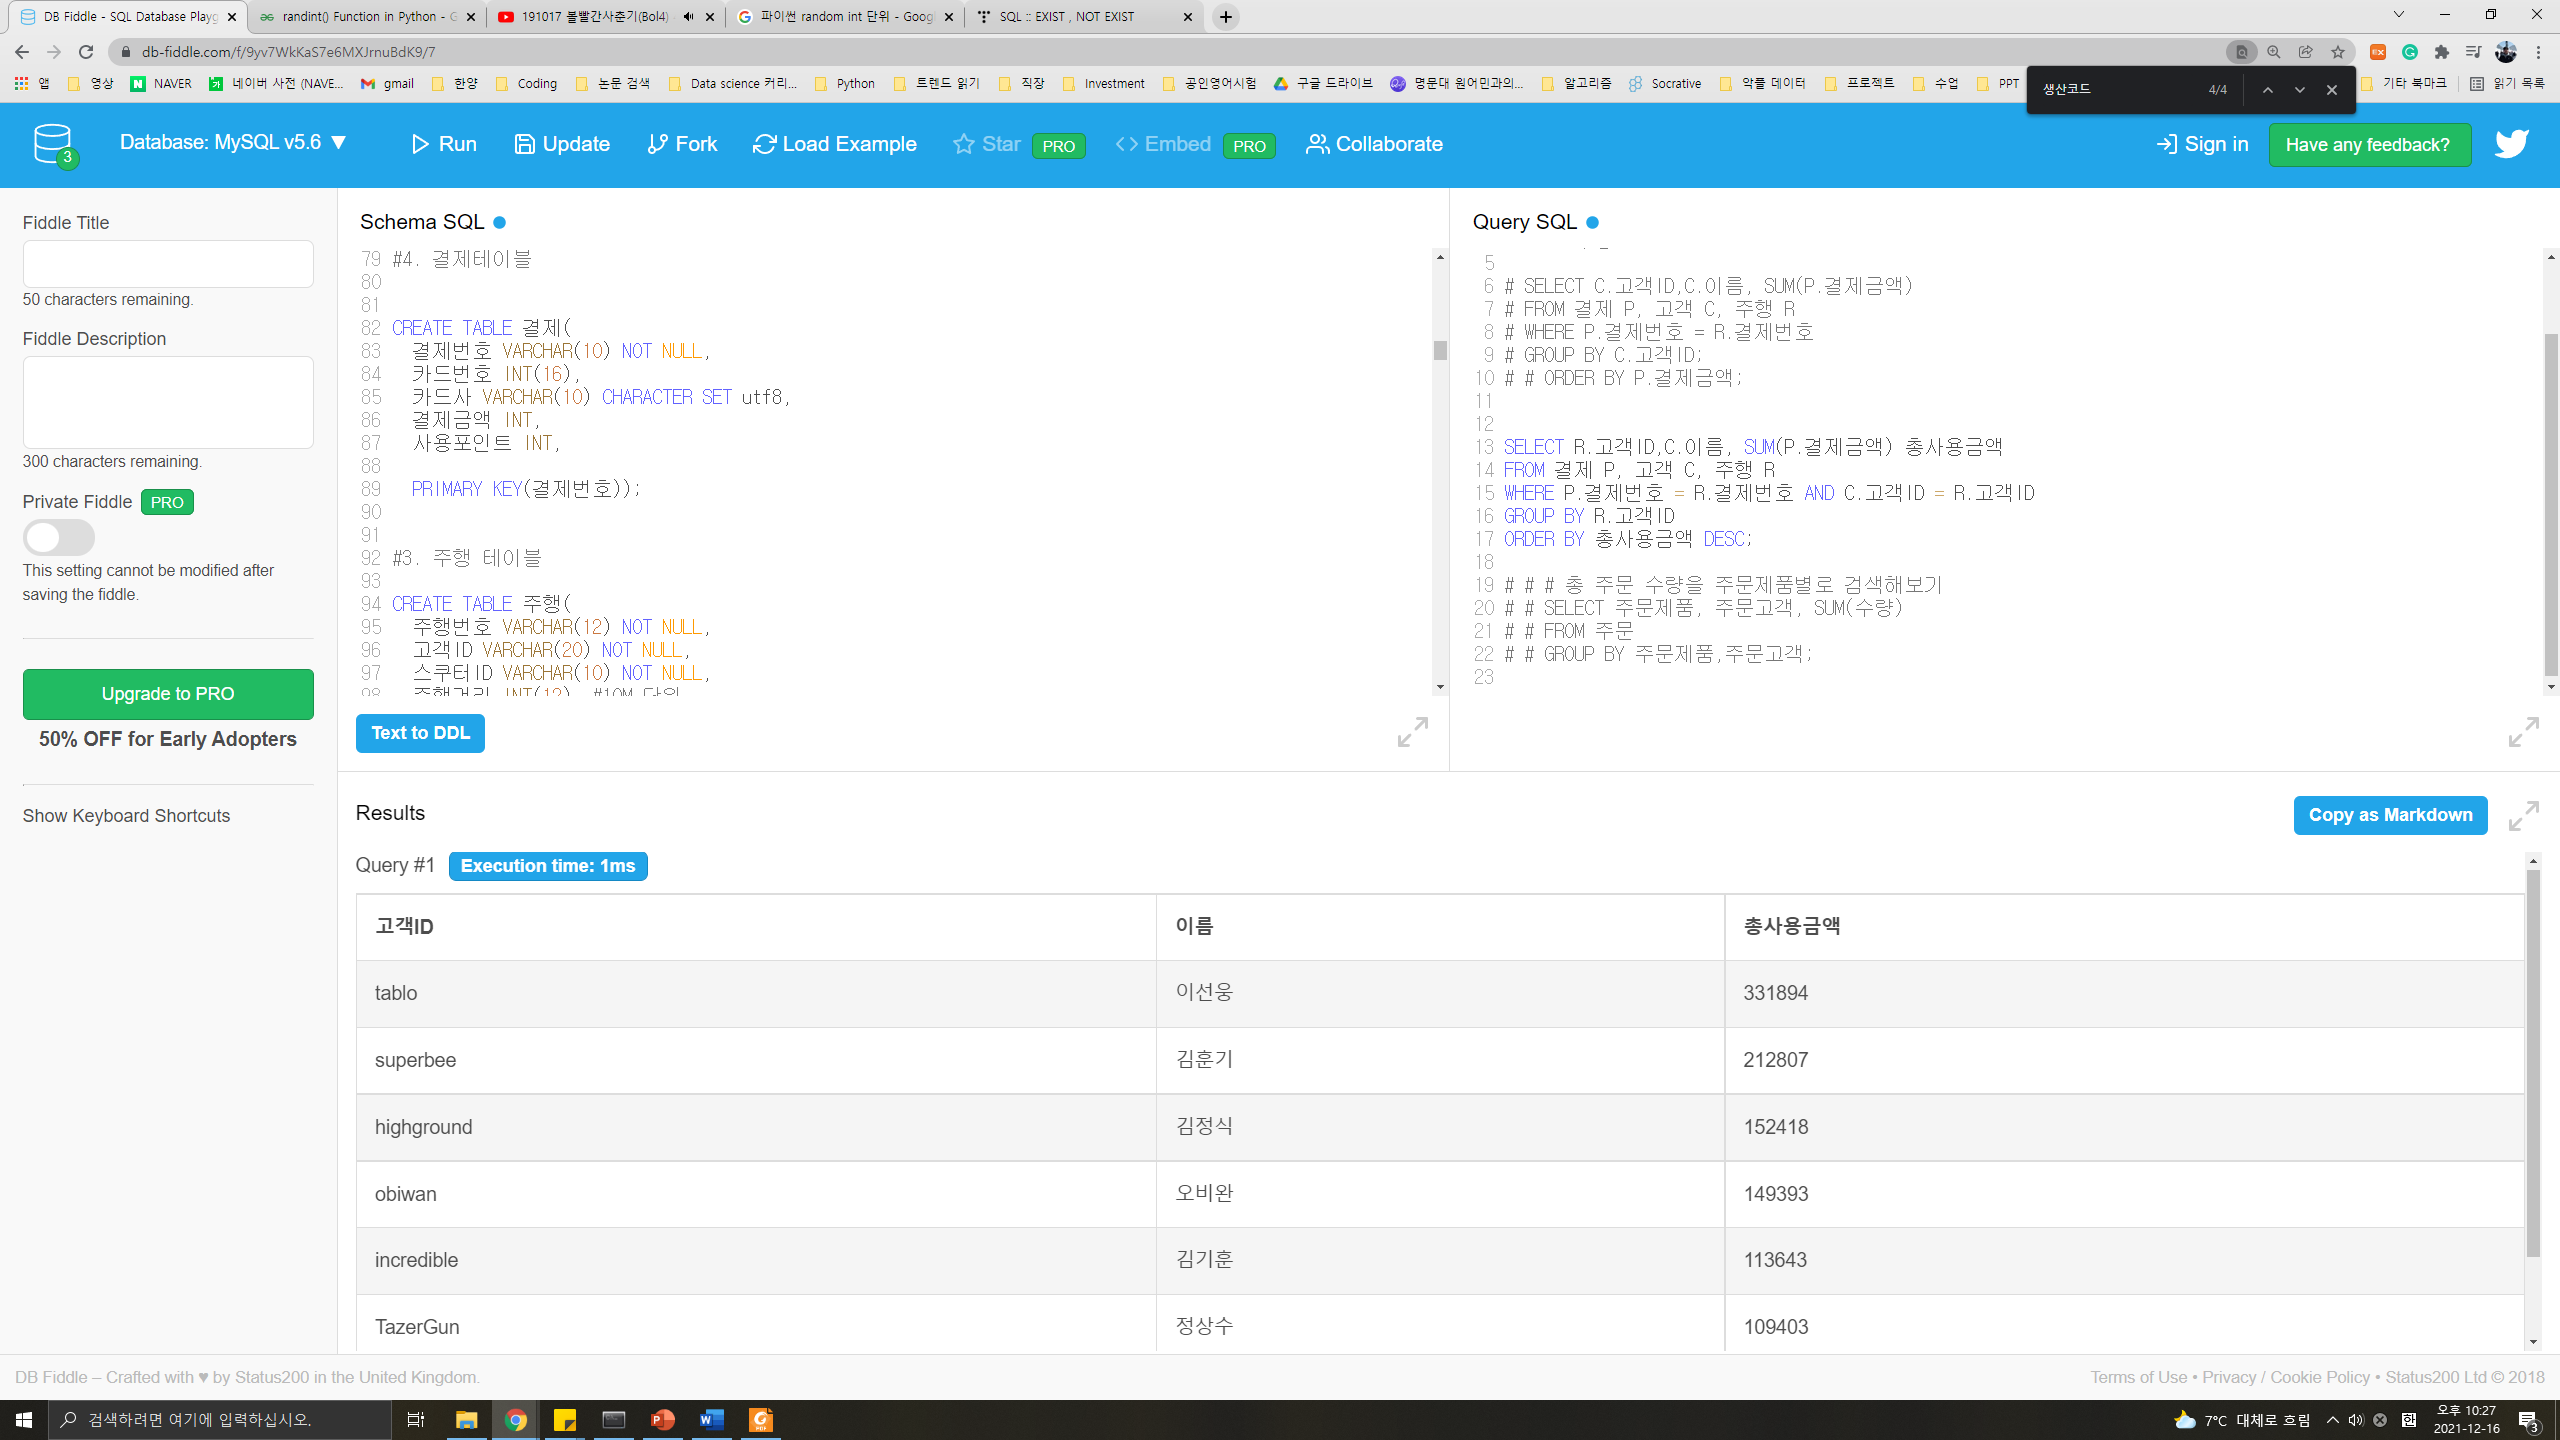 DB Fiddle - SQL Database Playg
randint() Function in Python - G
191017 볼빨간사춘기(Bol4)
파이썬 random int 단위 - Goog
SQL :: EXIST , NOT EXIST
db-fiddle.com/f/9yv7WkKaS7e6MXJrnuBdK9/7
앱
영상
NAVER
네이버 사전 (NAVE...
gmail
한양
Coding
논문 검색
Data science 커리...
Python
트렌드 읽기
직장
Investment
공인영어시험
구글 드라이브
명문대 원어민과의...
알고리즘
Socrative
악플 데이터
프로젝트
수업
PPT
기타 북마크
읽기 목록
생산코드 4/4
3
Database: MySQL v5.6 ▼
Run
Update
Fork
Load Example
Star PRO
Embed PRO
Collaborate
Sign in
Have any feedback?
Fiddle Title
50 characters remaining.
Fiddle Description
300 characters remaining.
Private Fiddle PRO
This setting cannot be modified after
saving the fiddle.
Upgrade to PRO
50% OFF for Early Adopters
Show Keyboard Shortcuts
Schema SQL
79 #4. 결제테이블
80
81
82 CREATE TABLE 결제(
83 결제번호 VARCHAR(10) NOT NULL,
84 카드번호 INT(16),
85 카드사 VARCHAR(10) CHARACTER SET utf8,
86 결제금액 INT,
87 사용포인트 INT,
88
89 PRIMARY KEY(결제번호));
90
91
92 #3. 주행 테이블
93
94 CREATE TABLE 주행(
95 주행번호 VARCHAR(12) NOT NULL,
96 고객ID VARCHAR(20) NOT NULL,
97 스쿠터ID VARCHAR(10) NOT NULL,
98 주행거리 INT(12), #10M 단위
Text to DDL
Query SQL
5
6 # SELECT C.고객ID,C.이름, SUM(P.결제금액)
7 # FROM 결제 P, 고객 C, 주행 R
8 # WHERE P.결제번호 = R.결제번호
9 # GROUP BY C.고객ID;
10 # # ORDER BY P.결제금액;
11
12
13 SELECT R.고객ID,C.이름, SUM(P.결제금액) 총사용금액
14 FROM 결제 P, 고객 C, 주행 R
15 WHERE P.결제번호 = R.결제번호 AND C.고객ID = R.고객ID
16 GROUP BY R.고객ID
17 ORDER BY 총사용금액 DESC;
18
19 # # # 총 주문 수량을 주문제품별로 검색해보기
20 # # SELECT 주문제품, 주문고객, SUM(수량)
21 # # FROM 주문
22 # # GROUP BY 주문제품,주문고객;
23
Results
Copy as Markdown
Query #1 Execution time: 1ms
고객ID 이름 총사용금액
tablo 이선웅 331894
superbee 김훈기 212807
highground 김정식 152418
obiwan 오비완 149393
incredible 김기훈 113643
TazerGun 정상수 109403
DB Fiddle – Crafted with ♥ by Status200 in the United Kingdom.
Terms of Use • Privacy / Cookie Policy • Status200 Ltd © 2018
검색하려면 여기에 입력하십시오.
7°C 대체로 흐림
한
오후 10:27
2021-12-16
3